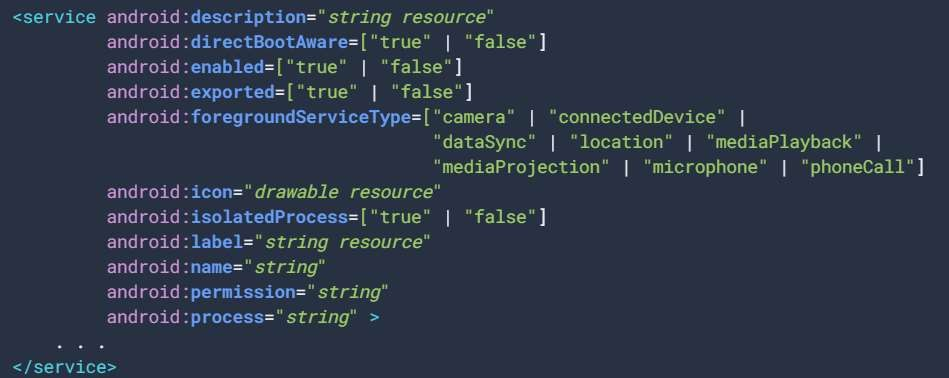 <service android:description="string resource"
android:directBootAware=["true" | "false"]
android:enabled=["true" | "false"]
android:exported=["true" | "false"]
android:foregroundServiceType=["camera" | "connectedDevice" |
"dataSync" | "location" | "mediaPlayback" |
"mediaProjection" | "microphone" | "phoneCall"]
android:icon="drawable resource"
android:isolatedProcess=["true" | "false"]
android:label="string resource"
android:name="string"
android:permission="string"
android:process="string" >
. . .
</service>